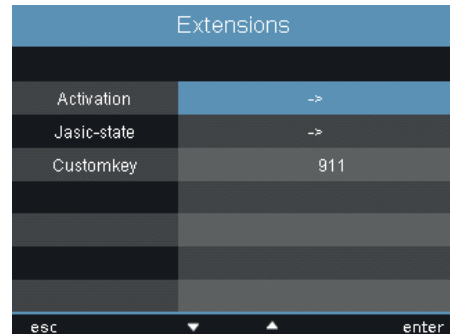 Extensions
Activation ->
Jasic-state ->
Customkey 911
esc ▼ ▲ enter